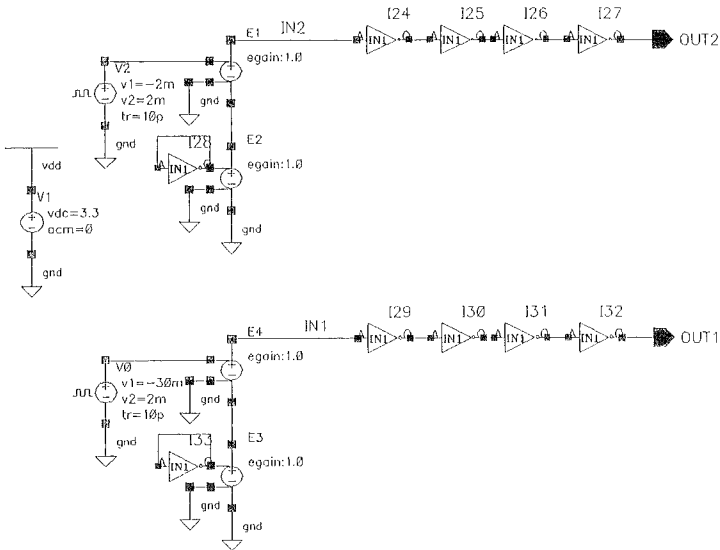 E1 IN2 I24 I25 I26 I27
IN1 IN1 IN1 IN1 OUT2
egain:1.0
V2
v1=-2m
v2=2m
tr=10p
gnd
gnd
I28 E2
IN1 egain:1.0
gnd
gnd
vdd
V1
vdc=3.3
acm=0
gnd
E4 IN1 I29 I30 I31 I32
IN1 IN1 IN1 IN1 OUT1
egain:1.0
V0
v1=-30m
v2=2m
tr=10p
gnd
gnd
I33 E3
IN1 egain:1.0
gnd
gnd